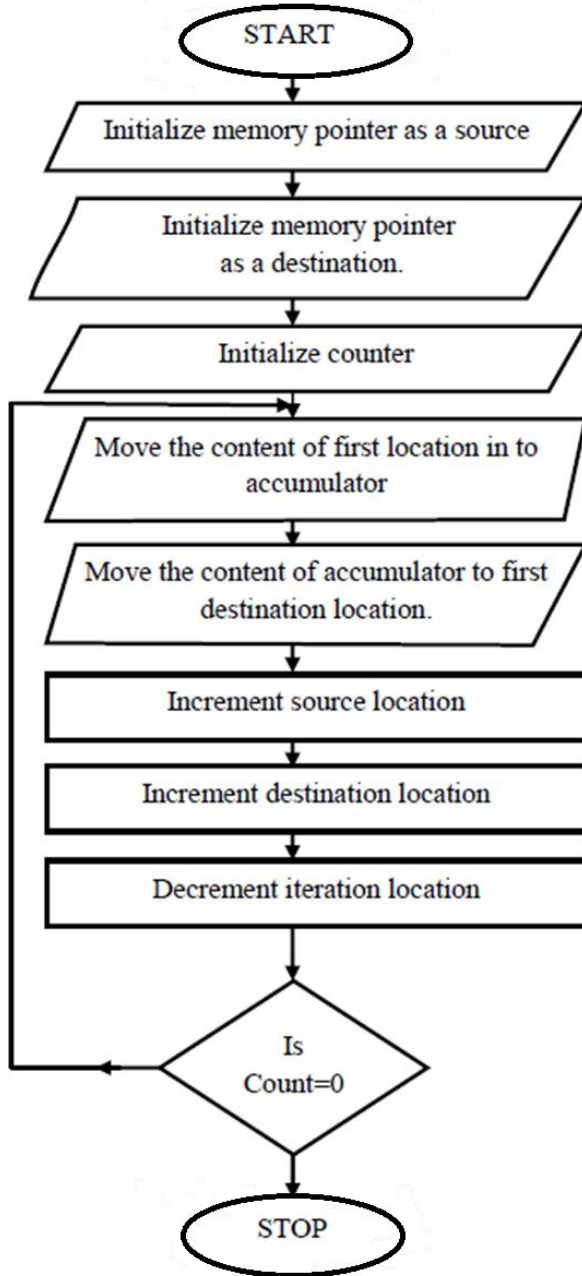 START
Initialize memory pointer as a source
Initialize memory pointer
as a destination.
Initialize counter
Move the content of first location in to
accumulator
Move the content of accumulator to first
destination location.
Increment source location
Increment destination location
Decrement iteration location
Is
Count=0
STOP